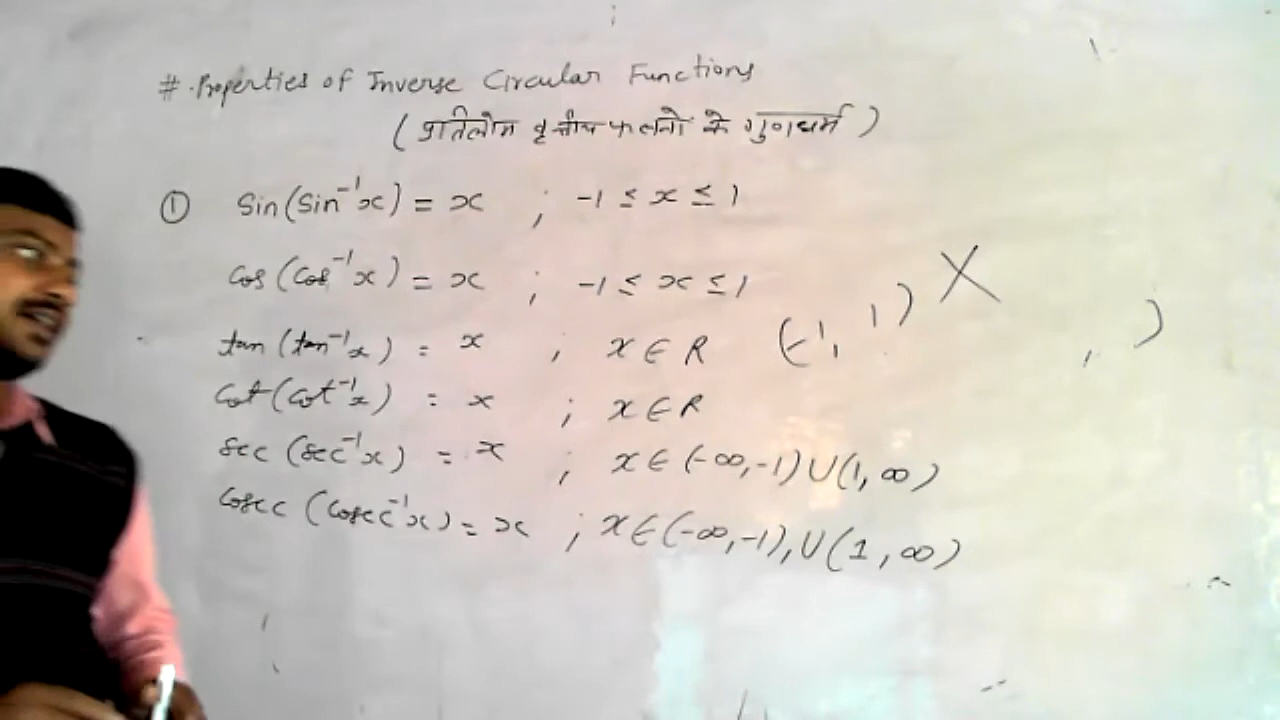 # Properties of Inverse Circular Functions
(प्रतिलोम वृत्तीय फलनों के गुणधर्म)
① Sin(Sin⁻¹x) = x ; -1 ≤ x ≤ 1
Cos(Cos⁻¹x) = x ; -1 ≤ x ≤ 1
tan(tan⁻¹x) = x ; x ∈ R (-1, 1) X , )
Cot(Cot⁻¹x) = x ; x ∈ R
sec(sec⁻¹x) = x ; x ∈ (-∞,-1) U (1, ∞)
Cosec(Cosec⁻¹x) = x ; x ∈ (-∞,-1), U (1, ∞)